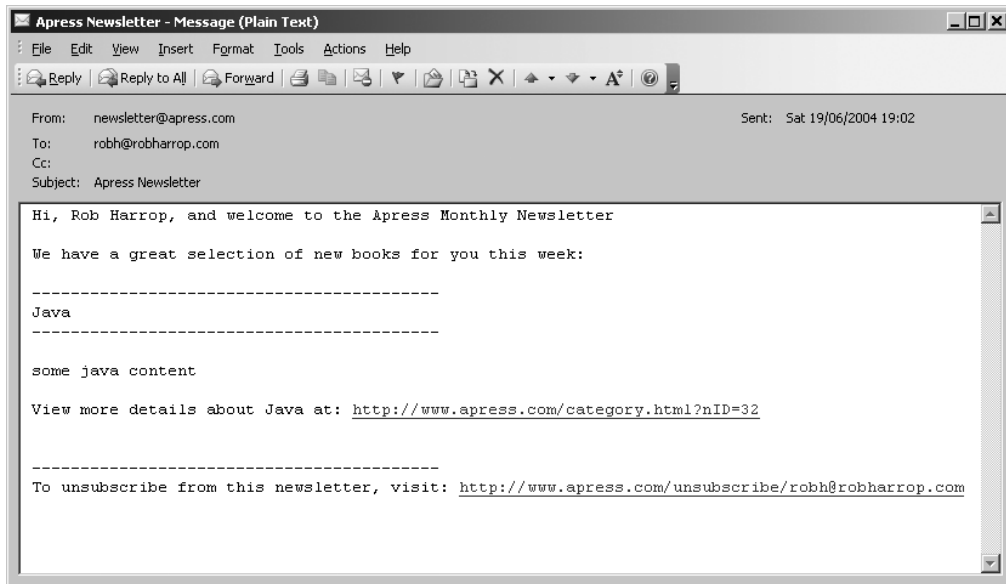 Apress Newsletter - Message (Plain Text)
File Edit View Insert Format Tools Actions Help
Reply Reply to All Forward
From: newsletter@apress.com Sent: Sat 19/06/2004 19:02
To: robh@robharrop.com
Cc:
Subject: Apress Newsletter
Hi, Rob Harrop, and welcome to the Apress Monthly Newsletter
We have a great selection of new books for you this week:
------------------------------------------
Java
------------------------------------------
some java content
View more details about Java at: http://www.apress.com/category.html?nID=32
------------------------------------------
To unsubscribe from this newsletter, visit: http://www.apress.com/unsubscribe/robh@robharrop.com